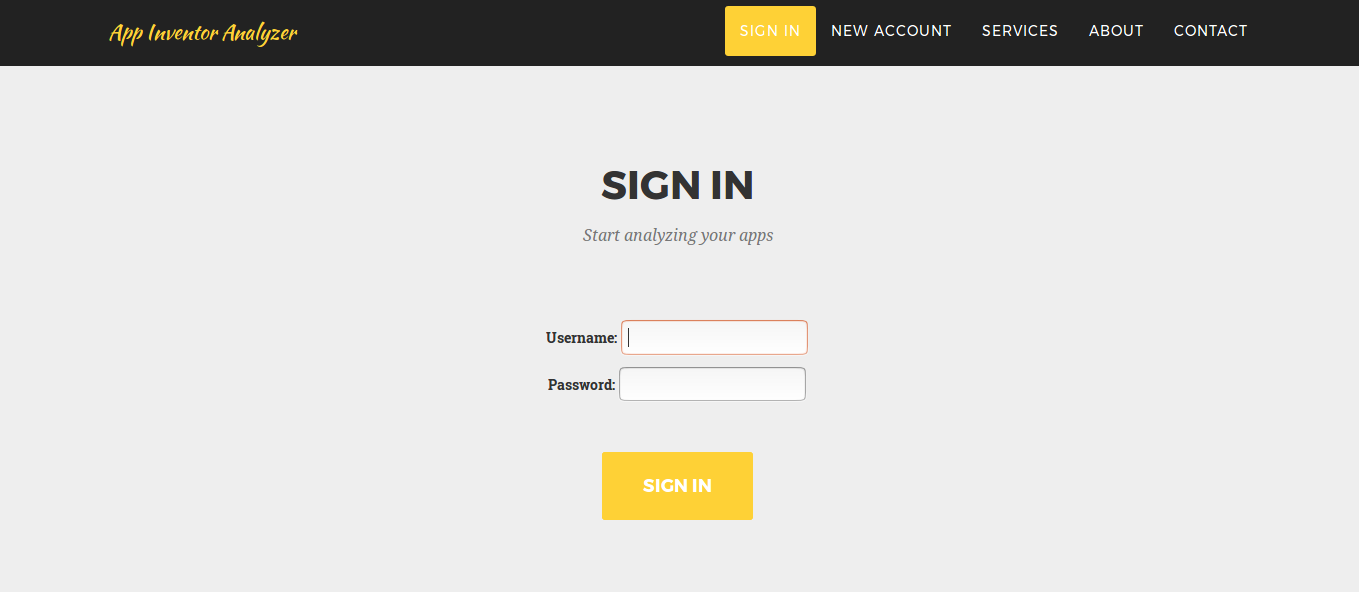 App Inventor Analyzer
SIGN IN NEW ACCOUNT SERVICES ABOUT CONTACT
SIGN IN
Start analyzing your apps
Username:
Password:
SIGN IN